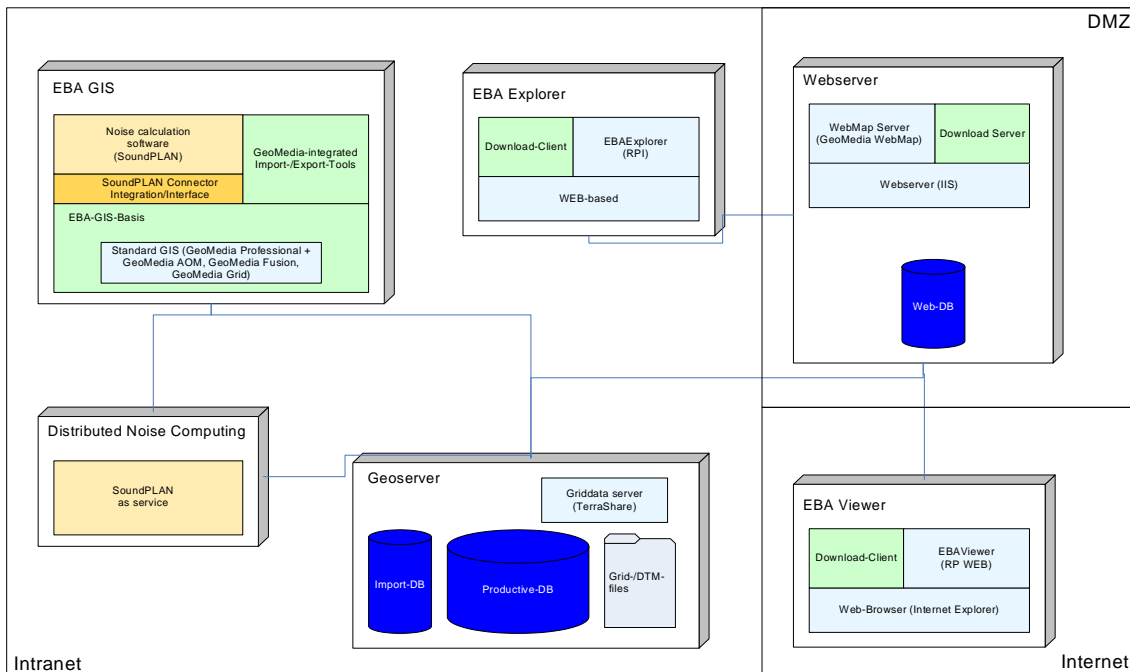 DMZ
EBA GIS
Noise calculation
software
(SoundPLAN)
GeoMedia-integrated
Import-/Export-Tools
SoundPLAN Connector
Integration/Interface
EBA-GIS-Basis
Standard GIS (GeoMedia Professional +
GeoMedia AOM, GeoMedia Fusion,
GeoMedia Grid)
EBA Explorer
Download-Client
EBAExplorer
(RPI)
WEB-based
Webserver
WebMap Server
(GeoMedia WebMap)
Download Server
Webserver (IIS)
Web-DB
Distributed Noise Computing
SoundPLAN
as service
Geoserver
Griddata server
(TerraShare)
Import-DB
Productive-DB
Grid-/DTM-
files
EBA Viewer
Download-Client
EBAViewer
(RP WEB)
Web-Browser (Internet Explorer)
Intranet
Internet